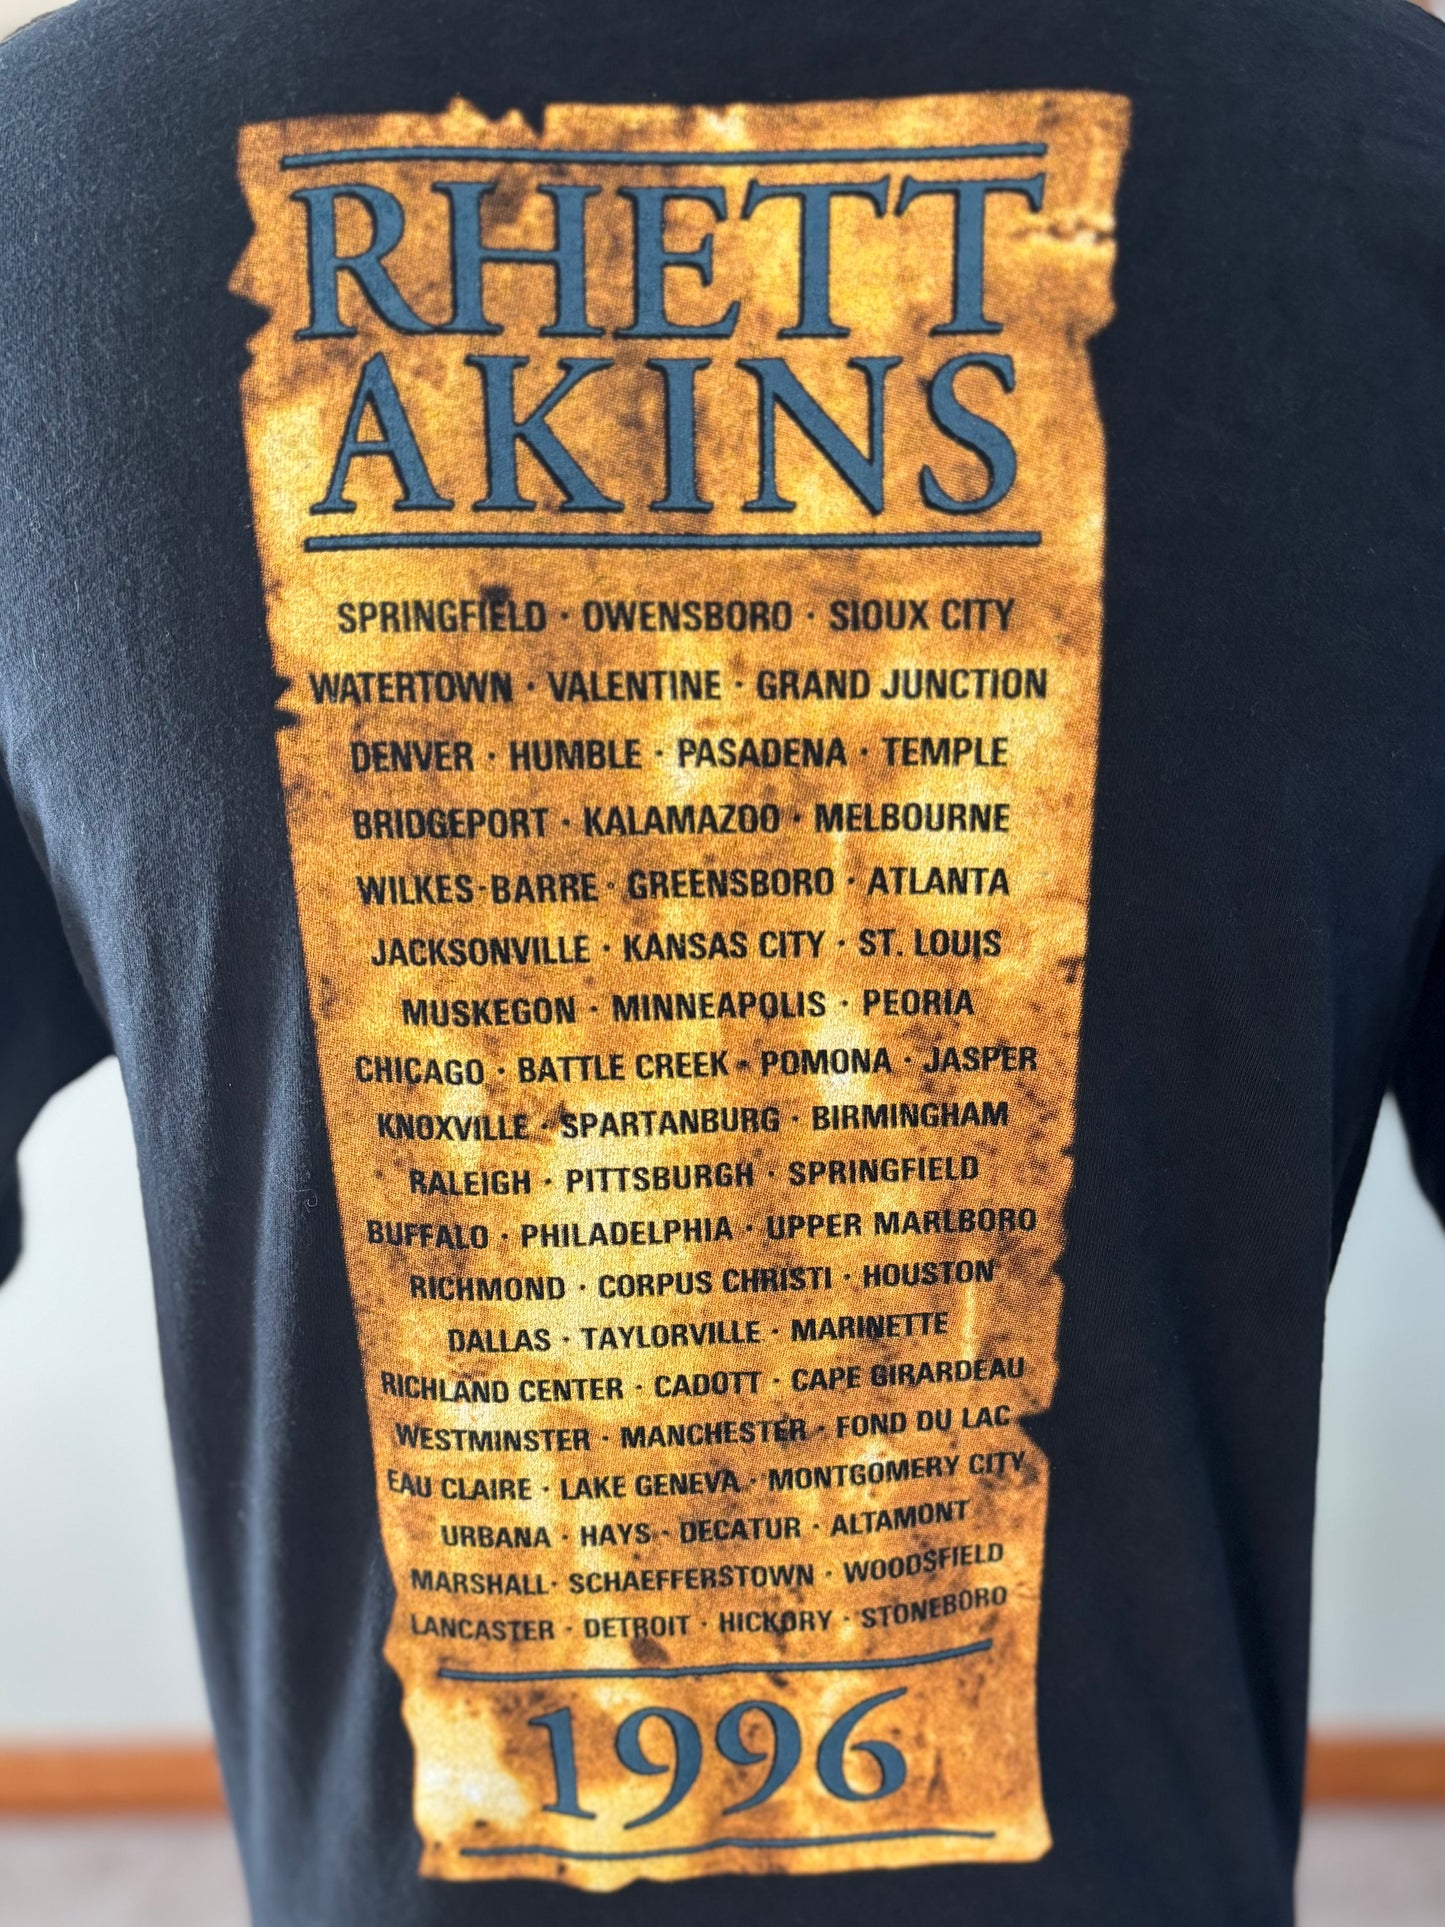 RHETT
AKINS
SPRINGFIELD · OWENSBORO · SIOUX CITY
WATERTOWN · VALENTINE · GRAND JUNCTION
DENVER · HUMBLE · PASADENA · TEMPLE
BRIDGEPORT · KALAMAZOO · MELBOURNE
WILKES-BARRE · GREENSBORO · ATLANTA
JACKSONVILLE · KANSAS CITY · ST. LOUIS
MUSKEGON · MINNEAPOLIS · PEORIA
CHICAGO · BATTLE CREEK · POMONA · JASPER
KNOXVILLE · SPARTANBURG · BIRMINGHAM
RALEIGH · PITTSBURGH · SPRINGFIELD
BUFFALO · PHILADELPHIA · UPPER MARLBORO
RICHMOND · CORPUS CHRISTI · HOUSTON
DALLAS · TAYLORVILLE · MARINETTE
RICHLAND CENTER · CADOTT · CAPE GIRARDEAU
WESTMINSTER · MANCHESTER · FOND DU LAC
EAU CLAIRE · LAKE GENEVA · MONTGOMERY CITY
URBANA · HAYS · DECATUR · ALTAMONT
MARSHALL · SCHAEFFERSTOWN · WOODSFIELD
LANCASTER · DETROIT · HICKORY · STONEBORO
1996